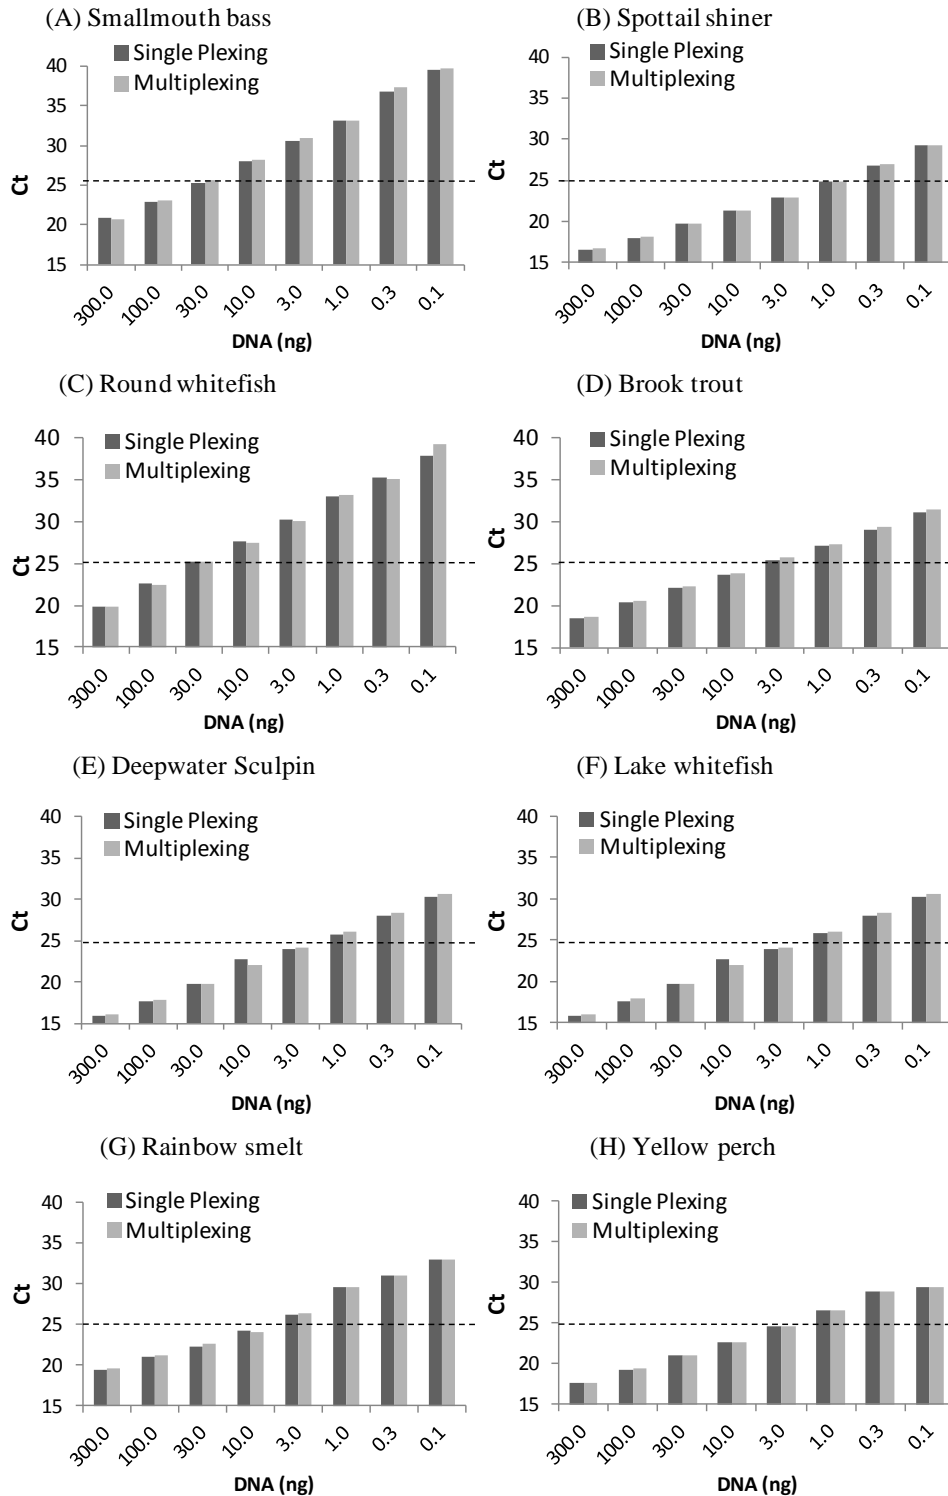 (A) Smallmouth bass
Single Plexing
Multiplexing
40
35
30
25
20
15
Ct
300.0
100.0
30.0
10.0
3.0
1.0
0.3
0.1
DNA (ng)
(B) Spottail shiner
Single Plexing
Multiplexing
40
35
30
25
20
15
Ct
300.0
100.0
30.0
10.0
3.0
1.0
0.3
0.1
DNA (ng)
(C) Round whitefish
Single Plexing
Multiplexing
40
35
30
25
20
15
Ct
300.0
100.0
30.0
10.0
3.0
1.0
0.3
0.1
DNA (ng)
(D) Brook trout
Single Plexing
Multiplexing
40
35
30
25
20
15
Ct
300.0
100.0
30.0
10.0
3.0
1.0
0.3
0.1
DNA (ng)
(E) Deepwater Sculpin
Single Plexing
Multiplexing
40
35
30
25
20
15
Ct
300.0
100.0
30.0
10.0
3.0
1.0
0.3
0.1
DNA (ng)
(F) Lake whitefish
Single Plexing
Multiplexing
40
35
30
25
20
15
Ct
300.0
100.0
30.0
10.0
3.0
1.0
0.3
0.1
DNA (ng)
(G) Rainbow smelt
Single Plexing
Multiplexing
40
35
30
25
20
15
Ct
300.0
100.0
30.0
10.0
3.0
1.0
0.3
0.1
DNA (ng)
(H) Yellow perch
Single Plexing
Multiplexing
40
35
30
25
20
15
Ct
300.0
100.0
30.0
10.0
3.0
1.0
0.3
0.1
DNA (ng)